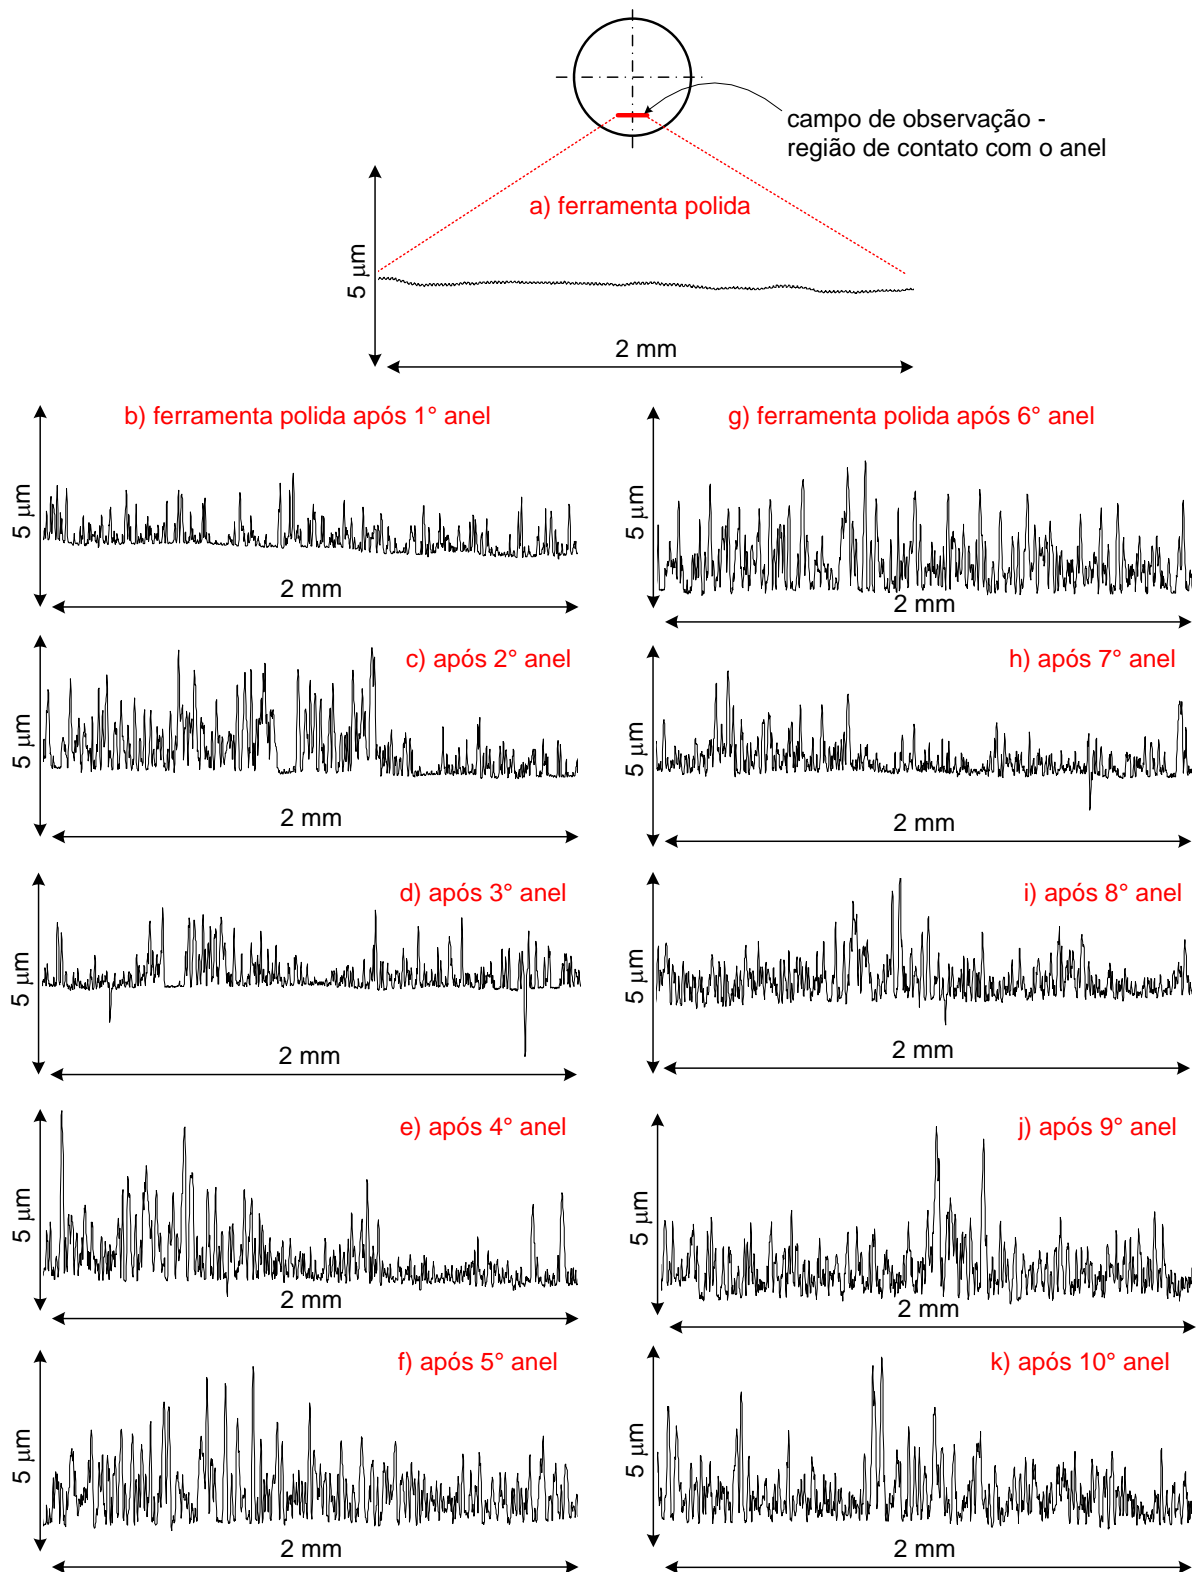 campo de observação -
região de contato com o anel
a) ferramenta polida
5 μm
2 mm
b) ferramenta polida após 1° anel
5 μm
2 mm
g) ferramenta polida após 6° anel
5 μm
2 mm
c) após 2° anel
5 μm
2 mm
h) após 7° anel
5 μm
2 mm
d) após 3° anel
5 μm
2 mm
i) após 8° anel
5 μm
2 mm
e) após 4° anel
5 μm
2 mm
j) após 9° anel
5 μm
2 mm
f) após 5° anel
5 μm
2 mm
k) após 10° anel
5 μm
2 mm